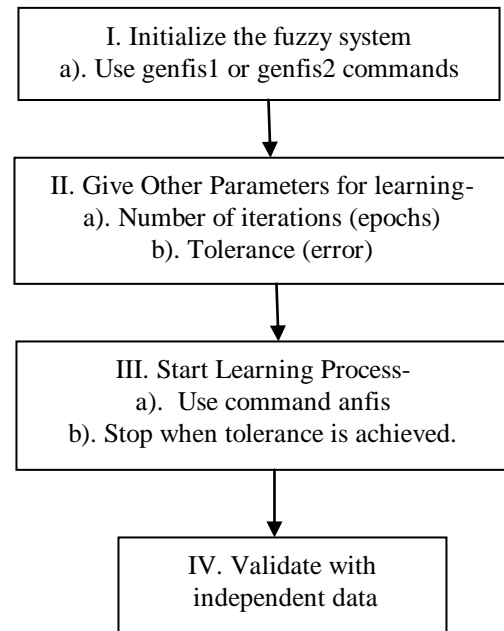 I. Initialize the fuzzy system
a). Use genfis1 or genfis2 commands
II. Give Other Parameters for learning-
a). Number of iterations (epochs)
b). Tolerance (error)
III. Start Learning Process-
a). Use command anfis
b). Stop when tolerance is achieved.
IV. Validate with
independent data